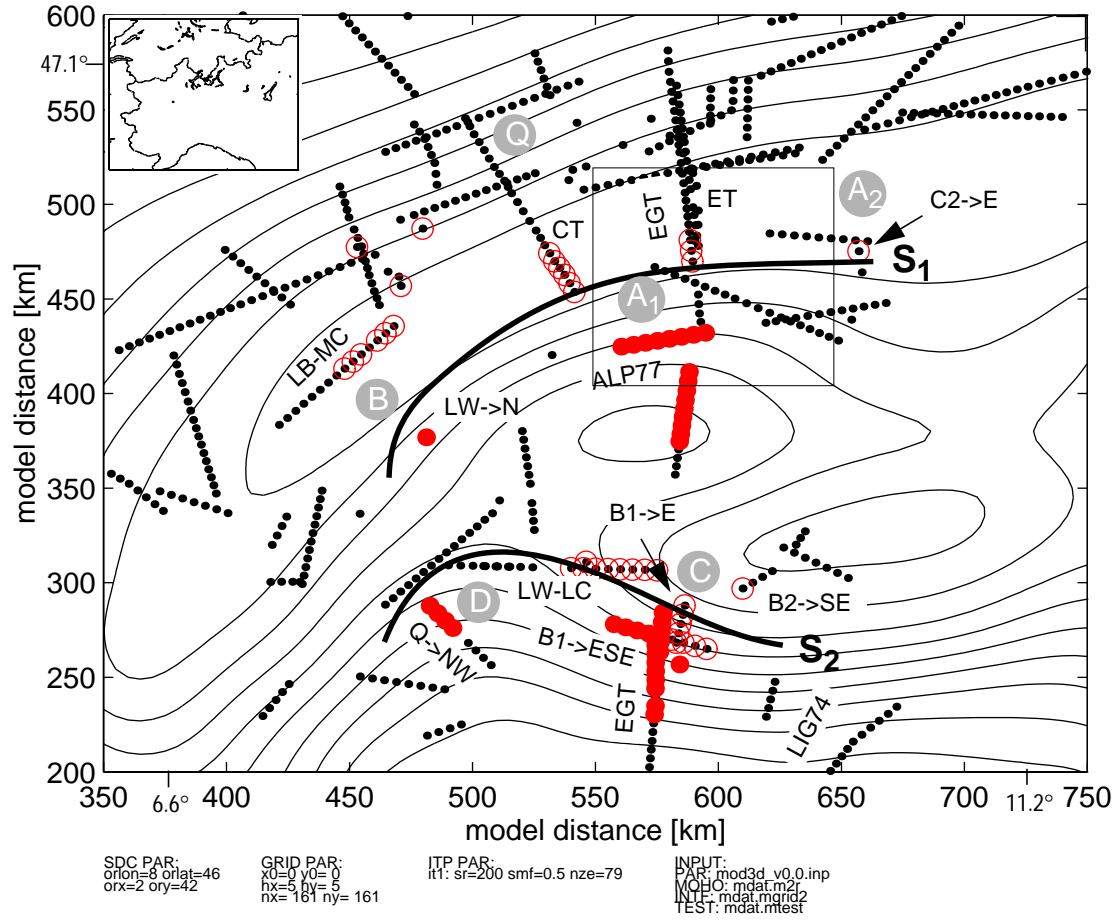 600
47.1°
550
500
450
400
350
300
250
200
model distance [km]
Q
A2
C2->E
EGT
ET
CT
S1
A1
LB-MC
ALP77
B
LW->N
B1->E
C
LW-LC
B2->SE
D
Q->NW
B1->ESE
S2
EGT
LIG74
350 400 450 500 550 600 650 700 750
6.6° 11.2°
model distance [km]
SDC PAR:
orlon=8 orlat=46
orx=2 ory=42
GRID PAR:
x0=0 y0= 0
hx=5 hy= 5
nx= 161 ny= 161
ITP PAR:
it1: sr=200 smf=0.5 nze=79
INPUT:
PAR: mod3d_v0.0.inp
MOHO: mdat.m2r
INTF: mdat.mgrid2
TEST: mdat.mtest